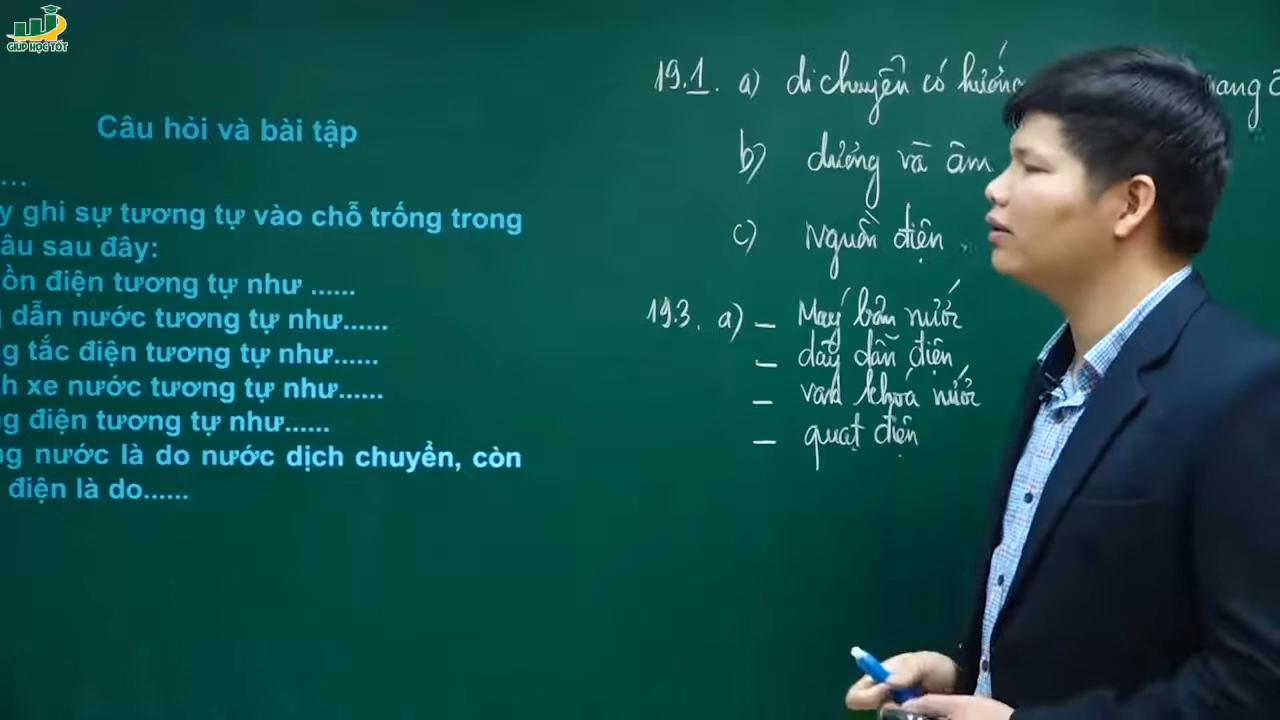 GIÚP HỌC TỐT
Câu hỏi và bài tập
....
y ghi sự tương tự vào chỗ trống trong
âu sau đây:
ồn điện tương tự như ......
g dẫn nước tương tự như......
g tắc điện tương tự như......
h xe nước tương tự như......
g điện tương tự như......
ng nước là do nước dịch chuyển, còn
điện là do......
19.1. a) di chuyển có hướng
b) dương và âm
c) Nguồn điện
19.3. a) – Máy bơm nước
– dây dẫn điện
– van khóa nước
– quạt điện